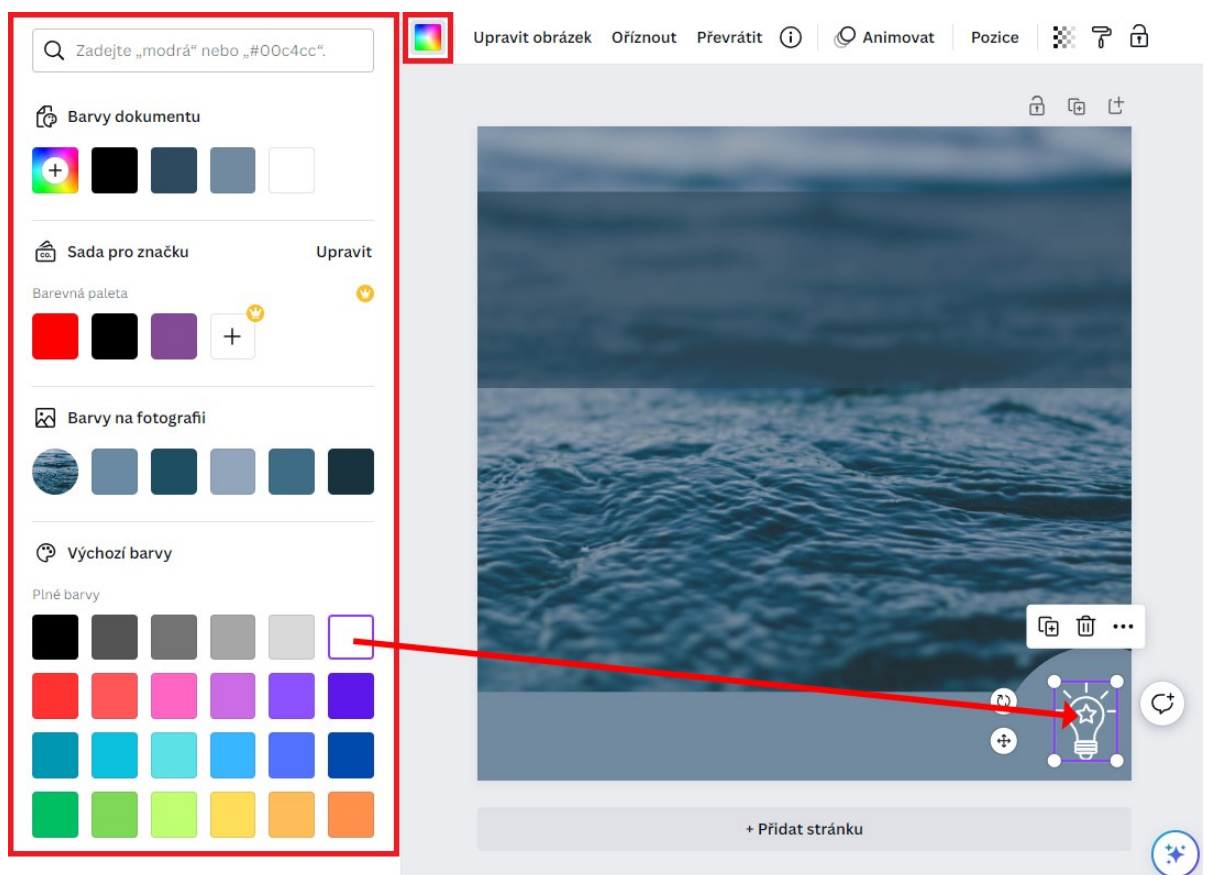 Zadejte „modrá“ nebo „#00c4cc“.
Upravit obrázek Oříznout Převrátit Animovat Pozice
Barvy dokumentu
Sada pro značku Upravit
CO.
Barevná paleta
Barvy na fotografii
Výchozí barvy
Plné barvy
+ Přidat stránku